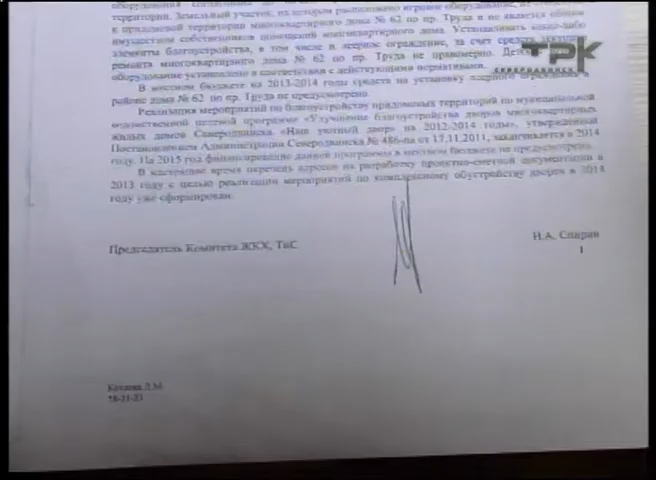 территории. Земельный участок, на котором расположено игровое оборудование, не
к придомовой территории многоквартирного дома № 62 по пр. Труда и не является общим
имуществом собственников помещений многоквартирного дома. Устанавливать какие-либо
элементы благоустройства, в том числе и леерное ограждение, за счет средств
ремонта многоквартирного дома № 62 по пр. Труда не правомерно.
оборудование установлено в соответствии с действующими нормативами.
ТРК
СЕВЕРОДВИНСК
В местном бюджете на 2013-2014 годы средств на установку леерного ограждения в
районе дома № 62 по пр. Труда не предусмотрено.
Реализация мероприятий по благоустройству придомовых территорий по муниципальной
ведомственной целевой программе «Улучшение благоустройства дворов многоквартирных
жилых домов Северодвинска «Наш уютный двор» на 2012-2014 годы», утвержденная
Постановлением Администрации Северодвинска № 486-па от 17.11.2011, заканчивается в 2014
году. На 2015 год финансирование данной программы в местном бюджете не предусмотрено.
В настоящее время перечень адресов на разработку проектно-сметной документации в
2013 году с целью реализации мероприятий по комплексному обустройству дворов в 2014
году уже сформирован.
Председатель Комитета ЖКХ, ТиС
Н.А. Спирин